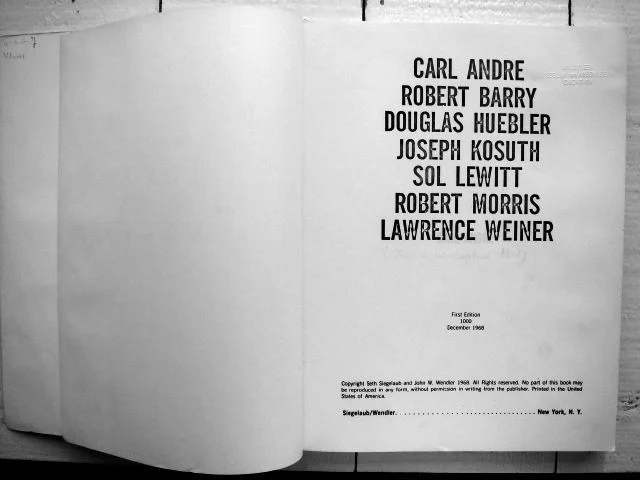 CARL ANDRE
ROBERT BARRY
DOUGLAS HUEBLER
JOSEPH KOSUTH
SOL LEWITT
ROBERT MORRIS
LAWRENCE WEINER
First Edition
1000
December 1968
Copyright Seth Siegelaub and John W. Wendler 1968. All Rights reserved. No part of this book may
be reproduced in any form, without permission in writing from the publisher. Printed in the United
States of America.
Siegelaub/Wendler. . . . . . . . . . . . . . . . . . . . . . . . . . . . . . . . New York, N. Y.